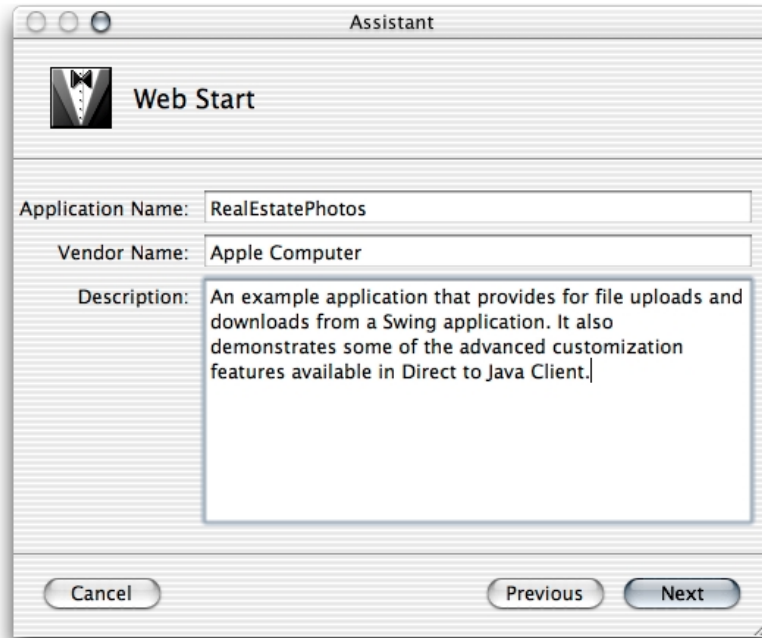 Assistant
Web Start
Application Name: RealEstatePhotos
Vendor Name: Apple Computer
Description: An example application that provides for file uploads and
downloads from a Swing application. It also
demonstrates some of the advanced customization
features available in Direct to Java Client.
Cancel Previous Next